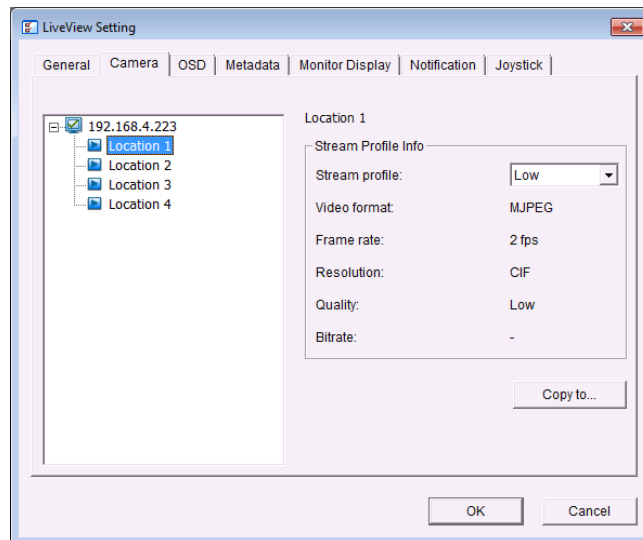 LiveView Setting
General Camera OSD Metadata Monitor Display Notification Joystick
192.168.4.223
Location 1
Location 2
Location 3
Location 4
Location 1
Stream Profile Info
Stream profile: Low
Video format: MJPEG
Frame rate: 2 fps
Resolution: CIF
Quality: Low
Bitrate: -
Copy to...
OK Cancel